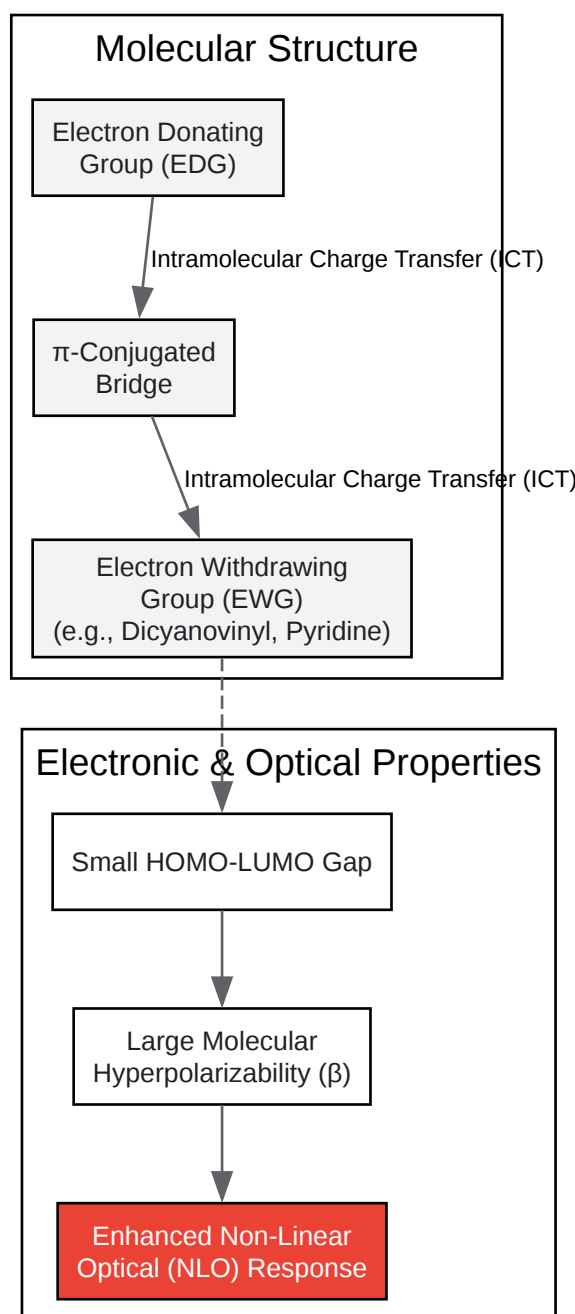 Molecular Structure
Electron Donating
Group (EDG)
Intramolecular Charge Transfer (ICT)
π-Conjugated
Bridge
Intramolecular Charge Transfer (ICT)
Electron Withdrawing
Group (EWG)
(e.g., Dicyanovinyl, Pyridine)
Electronic & Optical Properties
Small HOMO-LUMO Gap
Large Molecular
Hyperpolarizability (β)
Enhanced Non-Linear
Optical (NLO) Response